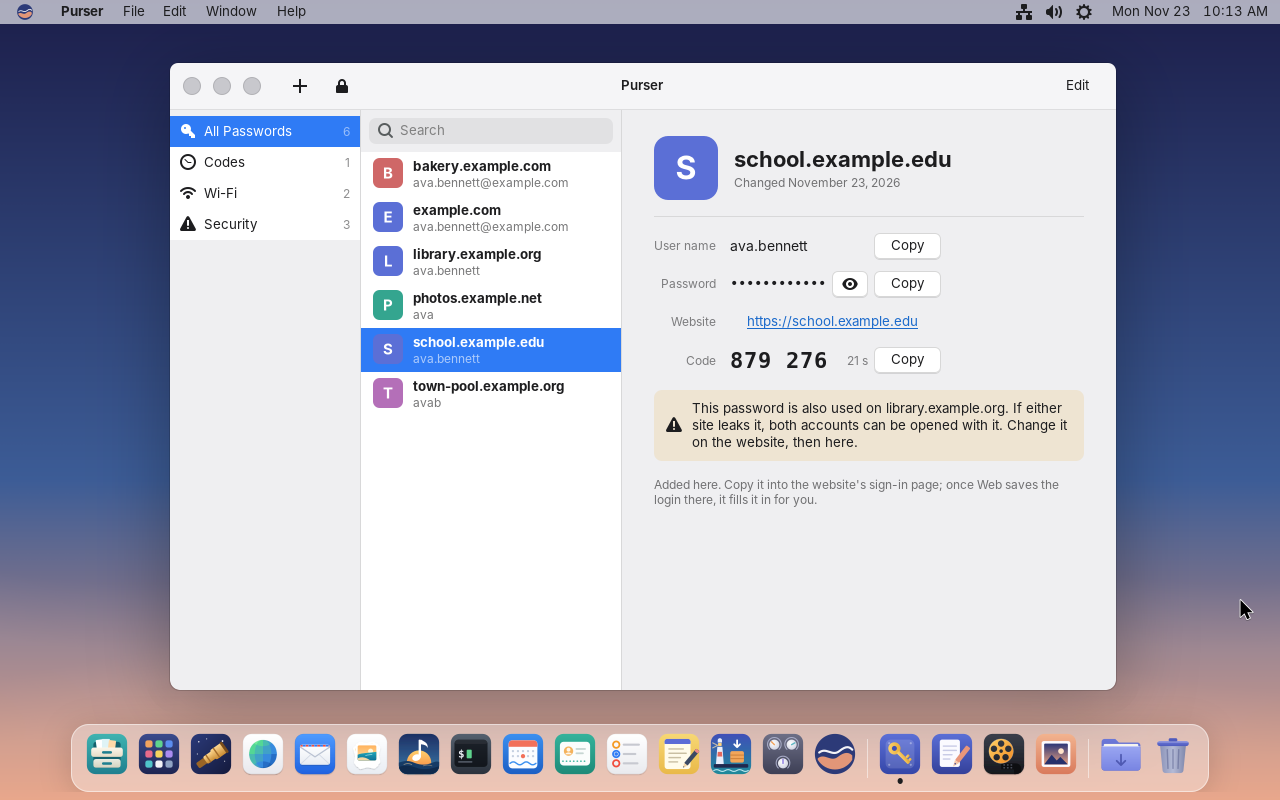 Purser File Edit Window Help Mon Nov 23 10:13 AM
Purser
Edit
All Passwords 6
Codes 1
Wi-Fi 2
Security 3
Search
B bakery.example.com
ava.bennett@example.com
E example.com
ava.bennett@example.com
L library.example.org
ava.bennett
P photos.example.net
ava
S school.example.edu
ava.bennett
T town-pool.example.org
avab
S school.example.edu
Changed November 23, 2026
User name ava.bennett Copy
Password •••••••••••• Copy
Website https://school.example.edu
Code 879 276 21 s Copy
This password is also used on library.example.org. If either
site leaks it, both accounts can be opened with it. Change it
on the website, then here.
Added here. Copy it into the website's sign-in page; once Web saves the
login there, it fills it in for you.